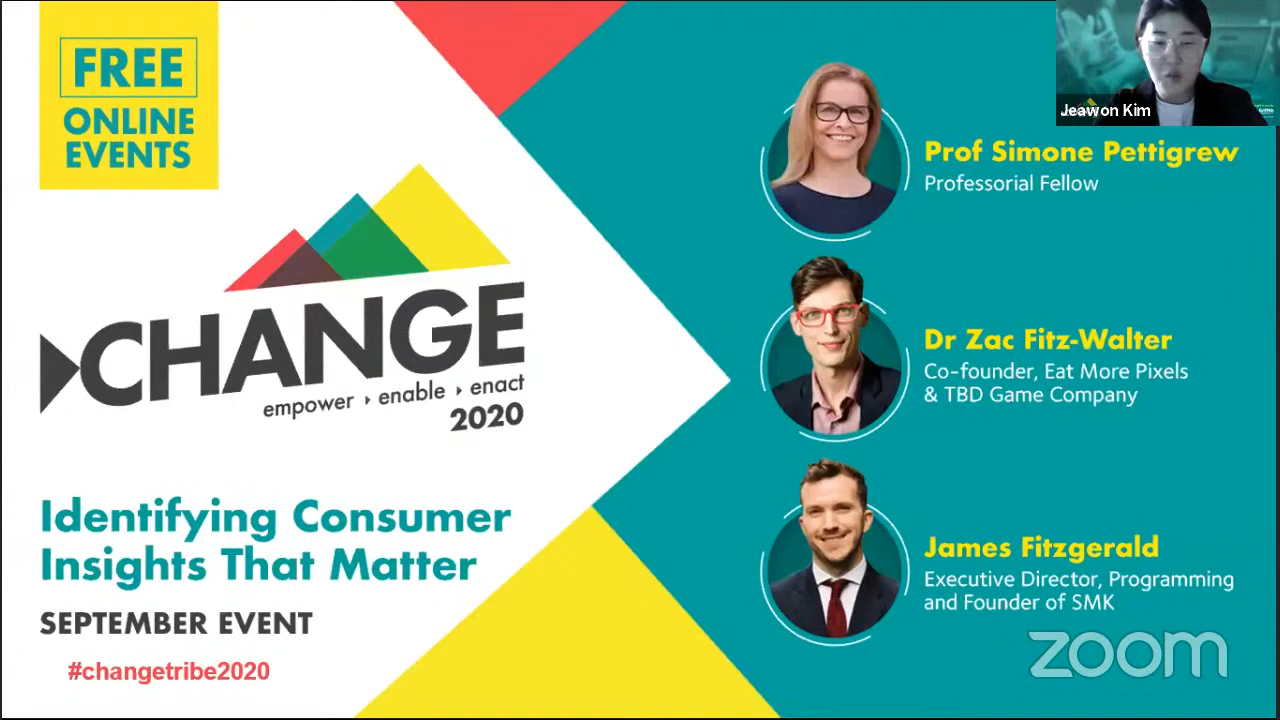 FREE
ONLINE
EVENTS
CHANGE
empower › enable › enact
2020
Identifying Consumer
Insights That Matter
SEPTEMBER EVENT
#changetribe2020
Jeawon Kim
Prof Simone Pettigrew
Professorial Fellow
Dr Zac Fitz-Walter
Co-founder, Eat More Pixels
& TBD Game Company
James Fitzgerald
Executive Director, Programming
and Founder of SMK
zoom